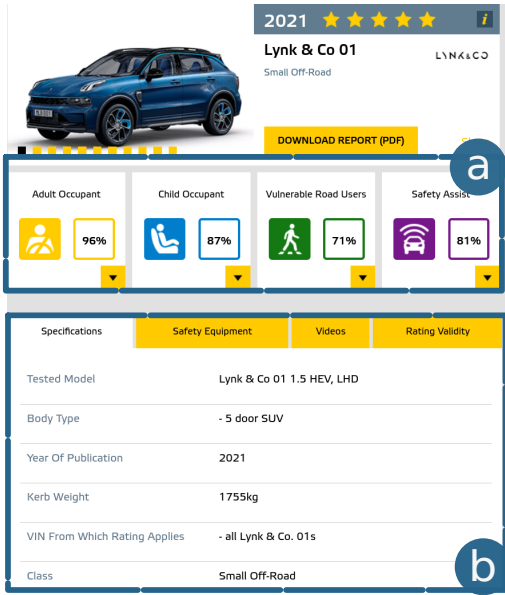 2021
i
Lynk & Co 01
LYNK&CO
Small Off-Road
DOWNLOAD REPORT (PDF)
a
Adult Occupant
Child Occupant
Vulnerable Road Users
Safety Assist
96%
87%
71%
81%
Specifications
Safety Equipment
Videos
Rating Validity
Tested Model
Lynk & Co 01 1.5 HEV, LHD
Body Type
- 5 door SUV
Year Of Publication
2021
Kerb Weight
1755kg
VIN From Which Rating Applies
- all Lynk & Co. 01s
Class
Small Off-Road
b